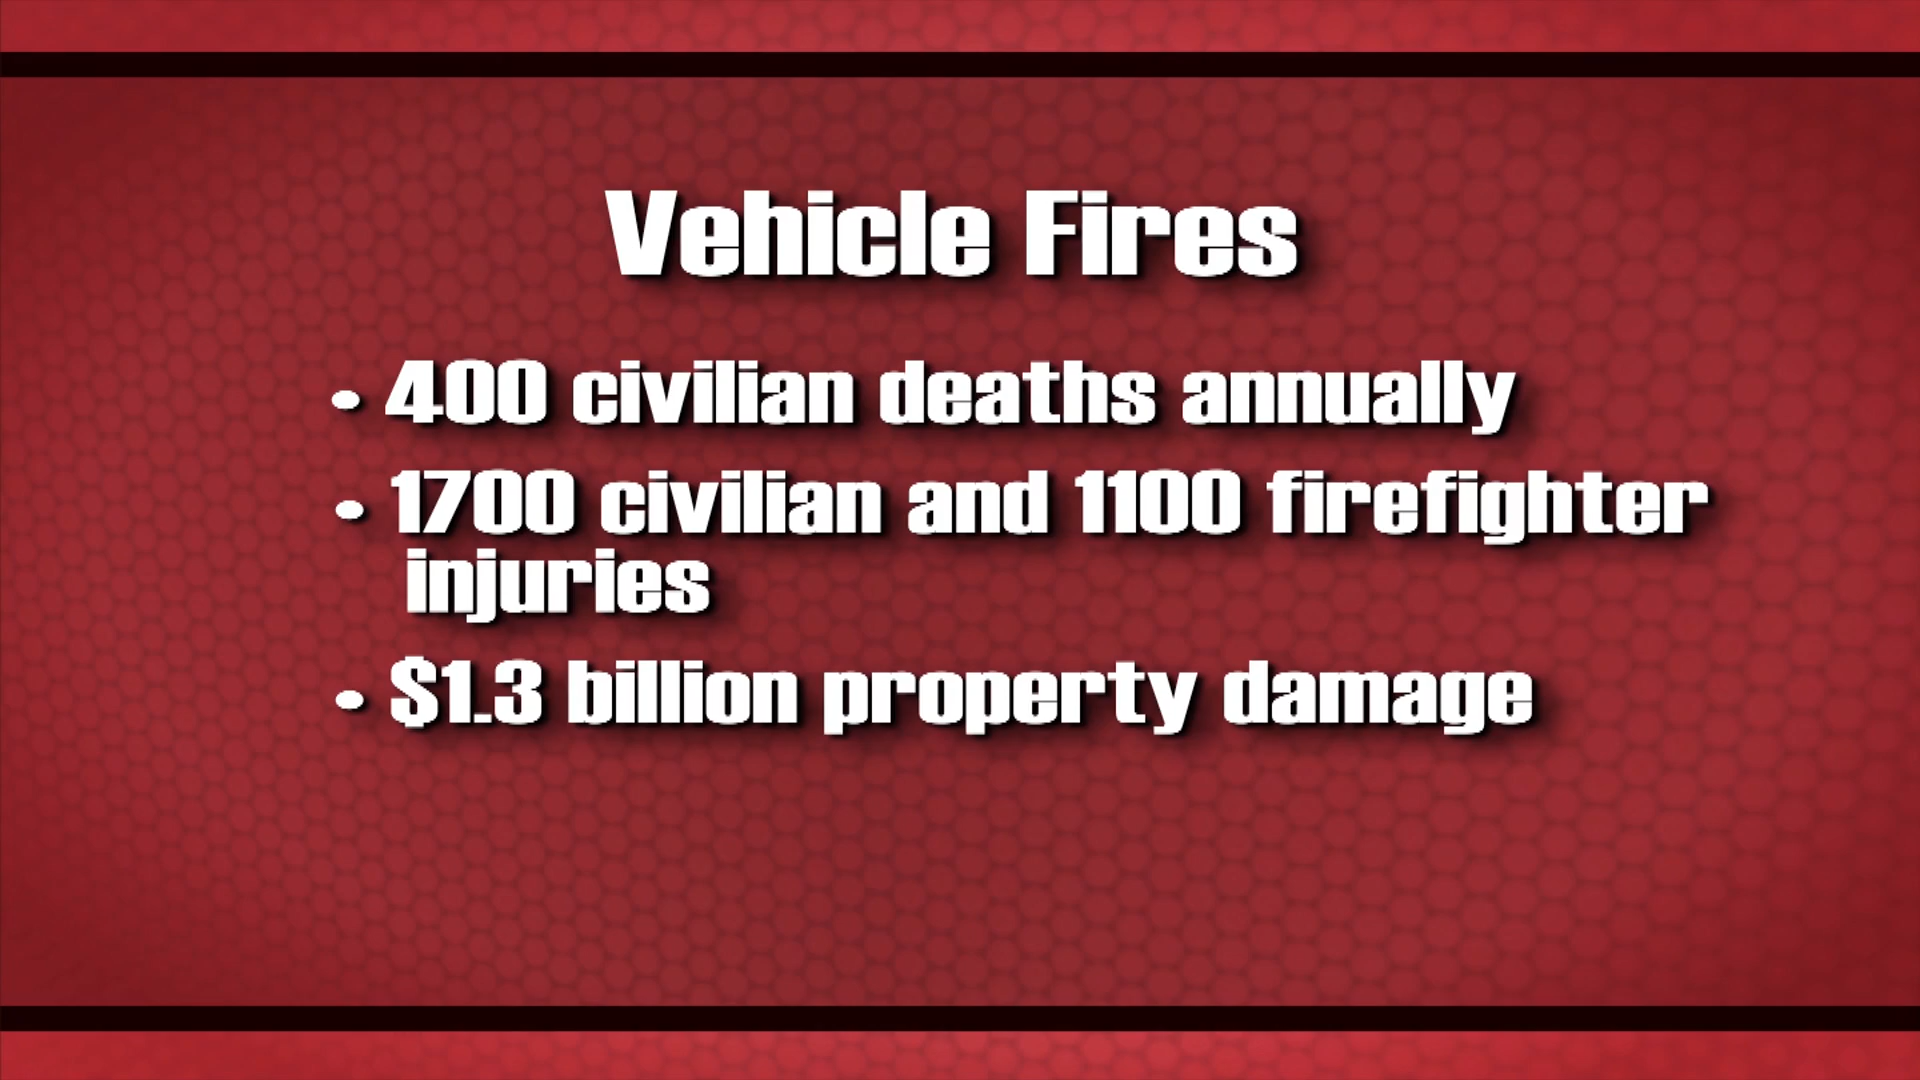 Vehicle Fires
• 400 civilian deaths annually
• 1700 civilian and 1100 firefighter
injuries
• $1.3 billion property damage